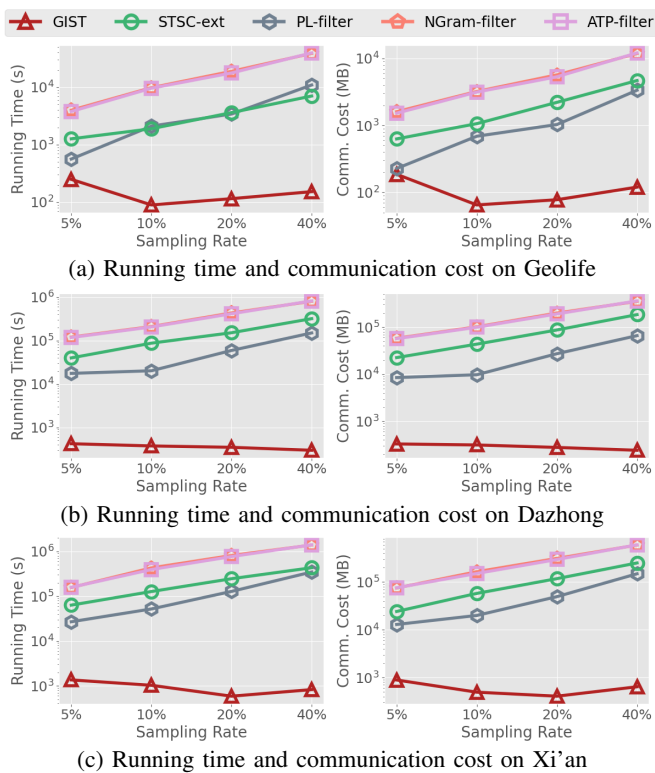 GIST STSC-ext PL-filter NGram-filter ATP-filter
Running Time (s)
10^4
10^3
10^2
5% 10% 20% 40%
Sampling Rate
Comm. Cost (MB)
10^4
10^3
10^2
5% 10% 20% 40%
Sampling Rate
(a) Running time and communication cost on Geolife
Running Time (s)
10^6
10^5
10^4
10^3
5% 10% 20% 40%
Sampling Rate
Comm. Cost (MB)
10^5
10^4
10^3
5% 10% 20% 40%
Sampling Rate
(b) Running time and communication cost on Dazhong
Running Time (s)
10^6
10^5
10^4
10^3
5% 10% 20% 40%
Sampling Rate
Comm. Cost (MB)
10^5
10^4
10^3
5% 10% 20% 40%
Sampling Rate
(c) Running time and communication cost on Xi'an